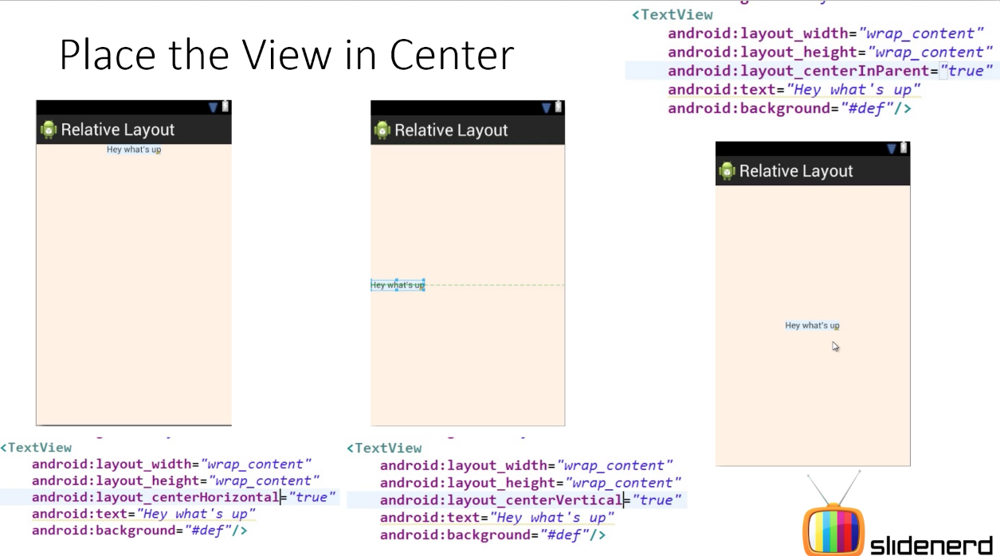 Place the View in Center
Relative Layout
Hey what's up
<TextView
android:layout_width="wrap_content"
android:layout_height="wrap_content"
android:layout_centerHorizontal="true"
android:text="Hey what's up"
android:background="#def"/>
Relative Layout
Hey what's up
<TextView
android:layout_width="wrap_content"
android:layout_height="wrap_content"
android:layout_centerVertical="true"
android:text="Hey what's up"
android:background="#def"/>
<TextView
android:layout_width="wrap_content"
android:layout_height="wrap_content"
android:layout_centerInParent="true"
android:text="Hey what's up"
android:background="#def"/>
Relative Layout
Hey what's up
slidenerd